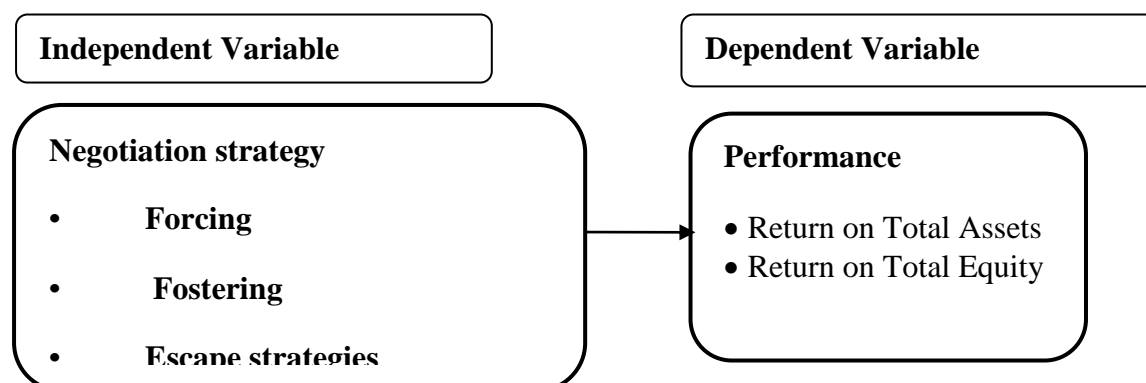 Independent Variable
Dependent Variable
Negotiation strategy
• Forcing
• Fostering
• Escape strategies
Performance
• Return on Total Assets
• Return on Total Equity